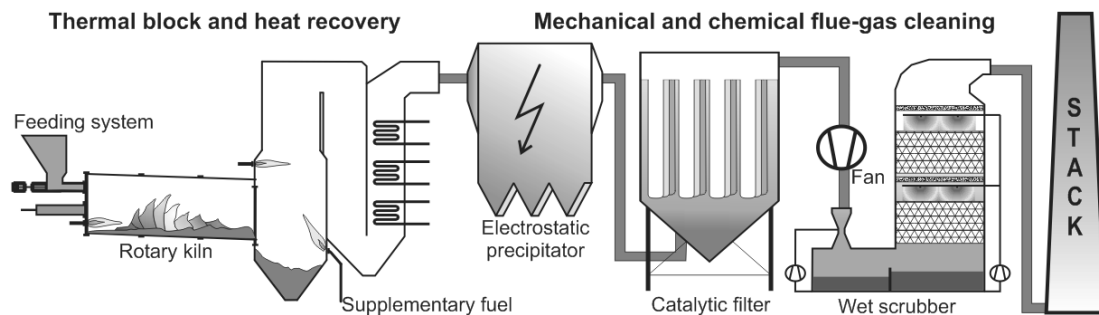 Thermal block and heat recovery
Mechanical and chemical flue-gas cleaning
Feeding system
Rotary kiln
Supplementary fuel
Electrostatic
precipitator
Catalytic filter
Fan
Wet scrubber
STACK